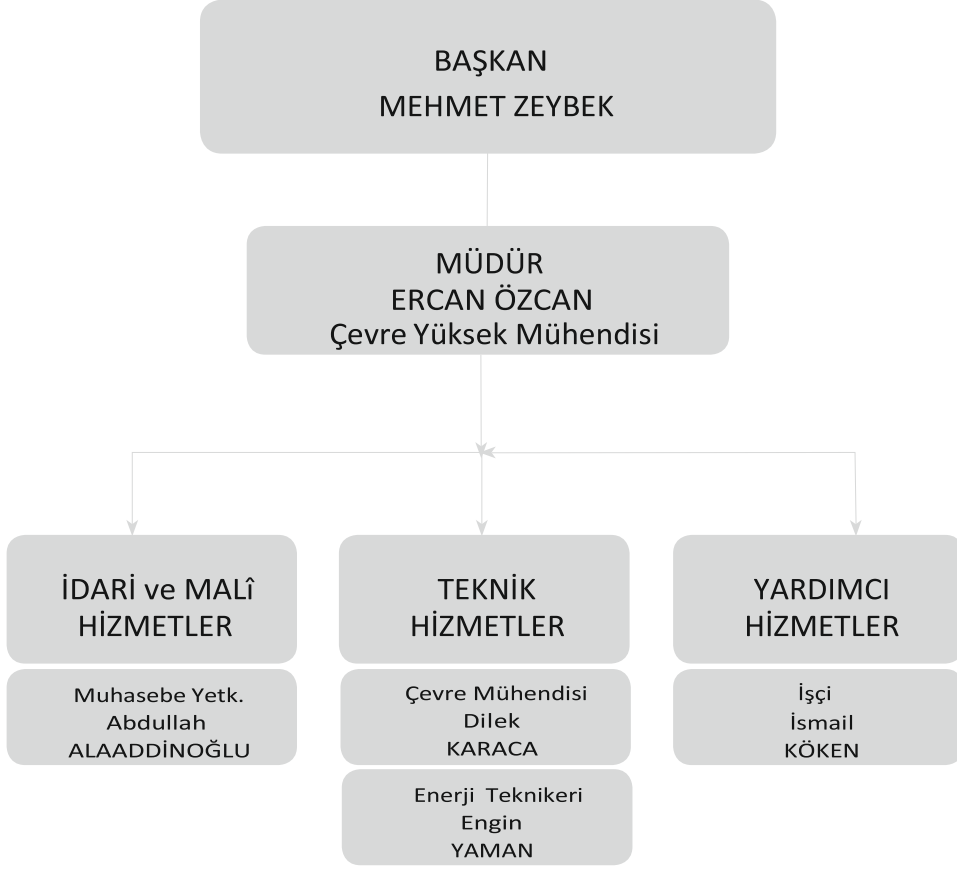 BAŞKAN
MEHMET ZEYBEK
MÜDÜR
ERCAN ÖZCAN
Çevre Yüksek Mühendisi
İDARİ ve MALî
HİZMETLER
Muhasebe Yetk.
Abdullah
ALAADDİNOĞLU
TEKNİK
HİZMETLER
Çevre Mühendisi
Dilek
KARACA
Enerji Teknikeri
Engin
YAMAN
YARDIMCI
HİZMETLER
İşçi
İsmail
KÖKEN